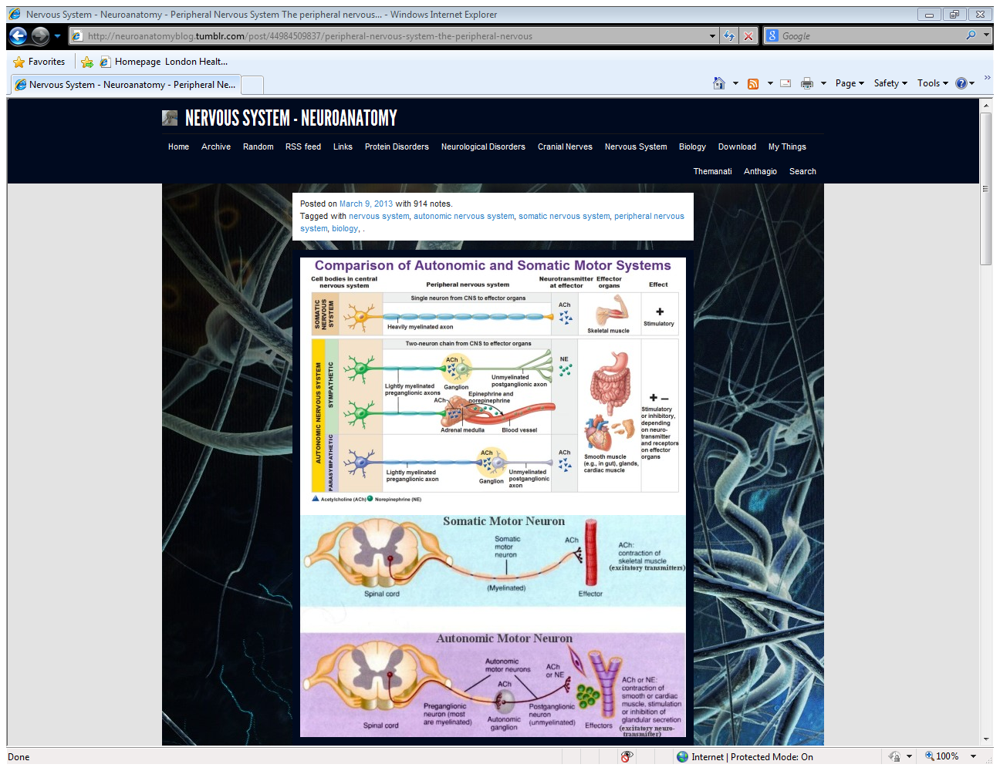 Nervous System - Neuroanatomy - Peripheral Nervous System The peripheral nervous... - Windows Internet Explorer
http://neuroanatomyblog.tumblr.com/post/44984509837/peripheral-nervous-system-the-peripheral-nervous
Google
Favorites
Homepage London Healt...
Nervous System - Neuroanatomy - Peripheral Ne...
Page
Safety
Tools
NERVOUS SYSTEM - NEUROANATOMY
Home Archive Random RSS feed Links Protein Disorders Neurological Disorders Cranial Nerves Nervous System Biology Download My Things
Themanati Anthagio Search
Posted on March 9, 2013 with 914 notes.
Tagged with nervous system, autonomic nervous system, somatic nervous system, peripheral nervous
system, biology, .
Comparison of Autonomic and Somatic Motor Systems
Cell bodies in central
nervous system
Peripheral nervous system
Neurotransmitter
at effector
Effector
organs
Effect
SOMATIC
NERVOUS
SYSTEM
Single neuron from CNS to effector organs
Heavily myelinated axon
ACh
Skeletal muscle
+
Stimulatory
AUTONOMIC NERVOUS SYSTEM
SYMPATHETIC
Two-neuron chain from CNS to effector organs
ACh
NE
Lightly myelinated
preganglionic axons
Ganglion
Unmyelinated
postganglionic axon
ACh
Epinephrine and
norepinephrine
Adrenal medulla
Blood vessel
+ −
Stimulatory
or inhibitory,
depending
on neuro-
transmitter
and receptors
on effector
organs
PARASYMPATHETIC
ACh
ACh
Lightly myelinated
preganglionic axon
Ganglion
Unmyelinated
postganglionic
axon
Smooth muscle
(e.g., in gut), glands,
cardiac muscle
Acetylcholine (ACh)
Norepinephrine (NE)
Somatic Motor Neuron
Somatic
motor
neuron
ACh
ACh:
contraction of
skeletal muscle
(excitatory transmitters)
(Myelinated)
Spinal cord
Effector
Autonomic Motor Neuron
Autonomic
motor neurons
ACh
or NE
ACh
ACh or NE:
contraction of
smooth or cardiac
muscle, stimulation
or inhibition of
glandular secretion
(excitatory neuro-
transmitter)
Preganglionic
neuron (most
are myelinated)
Autonomic
ganglion
Postganglionic
neuron
(unmyelinated)
Spinal cord
Effectors
Done
Internet | Protected Mode: On
100%